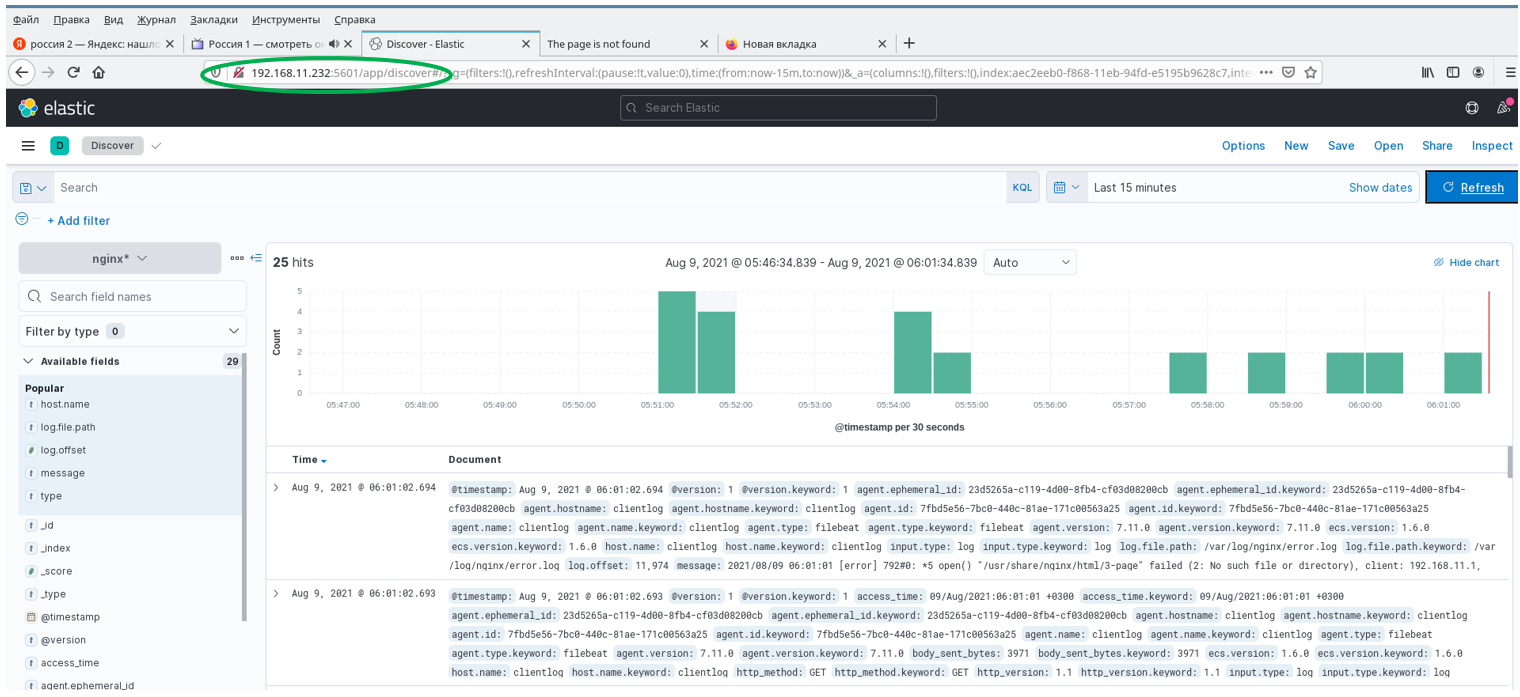 Файл Правка Вид Журнал Закладки Инструменты Справка
россия 2 — Яндекс: нашло Россия 1 — смотреть Discover - Elastic The page is not found Новая вкладка
192.168.11.232:5601/app/discover#/ (filters:!(),refreshInterval:(pause:!t,value:0),time:(from:now-15m,to:now))&_a=(columns:!(),filters:!(),index:aec2eeb0-f868-11eb-94fd-e5195b9628c7,inte
elastic Search Elastic
D Discover Options New Save Open Share Inspect
Search KQL Last 15 minutes Show dates Refresh
+ Add filter
nginx* 25 hits Aug 9, 2021 @ 05:46:34.839 - Aug 9, 2021 @ 06:01:34.839 Auto Hide chart
Search field names
Filter by type 0
Available fields 29
Popular
t host.name
t log.file.path
# log.offset
t message
t type
t _id
t _index
# _score
t _type
@timestamp
t @version
t access_time
t agent.ephemeral_id
Count
5
4
3
2
1
0
05:47:00 05:48:00 05:49:00 05:50:00 05:51:00 05:52:00 05:53:00 05:54:00 05:55:00 05:56:00 05:57:00 05:58:00 05:59:00 06:00:00 06:01:00
@timestamp per 30 seconds
Time Document
Aug 9, 2021 @ 06:01:02.694 @timestamp: Aug 9, 2021 @ 06:01:02.694 @version: 1 @version.keyword: 1 agent.ephemeral_id: 23d5265a-c119-4d00-8fb4-cf03d08200cb agent.ephemeral_id.keyword: 23d5265a-c119-4d00-8fb4-
cf03d08200cb agent.hostname: clientlog agent.hostname.keyword: clientlog agent.id: 7fbd5e56-7bc0-440c-81ae-171c00563a25 agent.id.keyword: 7fbd5e56-7bc0-440c-81ae-171c00563a25
agent.name: clientlog agent.name.keyword: clientlog agent.type: filebeat agent.type.keyword: filebeat agent.version: 7.11.0 agent.version.keyword: 7.11.0 ecs.version: 1.6.0
ecs.version.keyword: 1.6.0 host.name: clientlog host.name.keyword: clientlog input.type: log input.type.keyword: log log.file.path: /var/log/nginx/error.log log.file.path.keyword: /var
/log/nginx/error.log log.offset: 11,974 message: 2021/08/09 06:01:01 [error] 792#0: *5 open() "/usr/share/nginx/html/3-page" failed (2: No such file or directory), client: 192.168.11.1,
Aug 9, 2021 @ 06:01:02.693 @timestamp: Aug 9, 2021 @ 06:01:02.693 @version: 1 @version.keyword: 1 access_time: 09/Aug/2021:06:01:01 +0300 access_time.keyword: 09/Aug/2021:06:01:01 +0300
agent.ephemeral_id: 23d5265a-c119-4d00-8fb4-cf03d08200cb agent.ephemeral_id.keyword: 23d5265a-c119-4d00-8fb4-cf03d08200cb agent.hostname: clientlog agent.hostname.keyword: clientlog
agent.id: 7fbd5e56-7bc0-440c-81ae-171c00563a25 agent.id.keyword: 7fbd5e56-7bc0-440c-81ae-171c00563a25 agent.name: clientlog agent.name.keyword: clientlog agent.type: filebeat
agent.type.keyword: filebeat agent.version: 7.11.0 agent.version.keyword: 7.11.0 body_sent_bytes: 3971 body_sent_bytes.keyword: 3971 ecs.version: 1.6.0 ecs.version.keyword: 1.6.0
host.name: clientlog host.name.keyword: clientlog http_method: GET http_method.keyword: GET http_version: 1.1 http_version.keyword: 1.1 input.type: log input.type.keyword: log